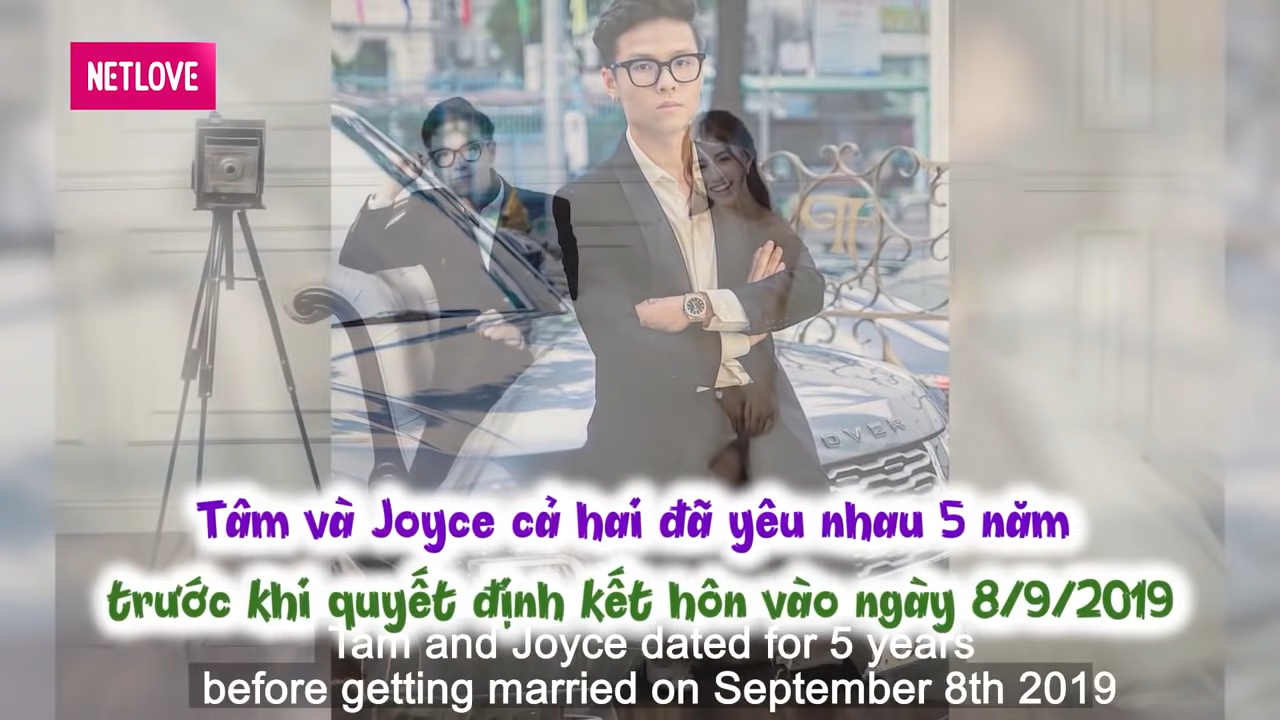 NETLOVE
OVER
Tâm và Joyce cả hai đã yêu nhau 5 năm
trước khi quyết định kết hôn vào ngày 8/9/2019
Tam and Joyce dated for 5 years
before getting married on September 8th 2019